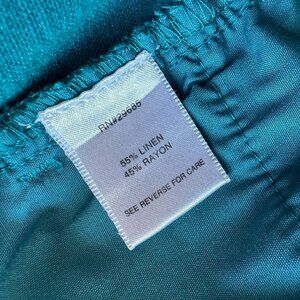 RN#29685
55% LINEN
45% RAYON
SEE REVERSE FOR CARE